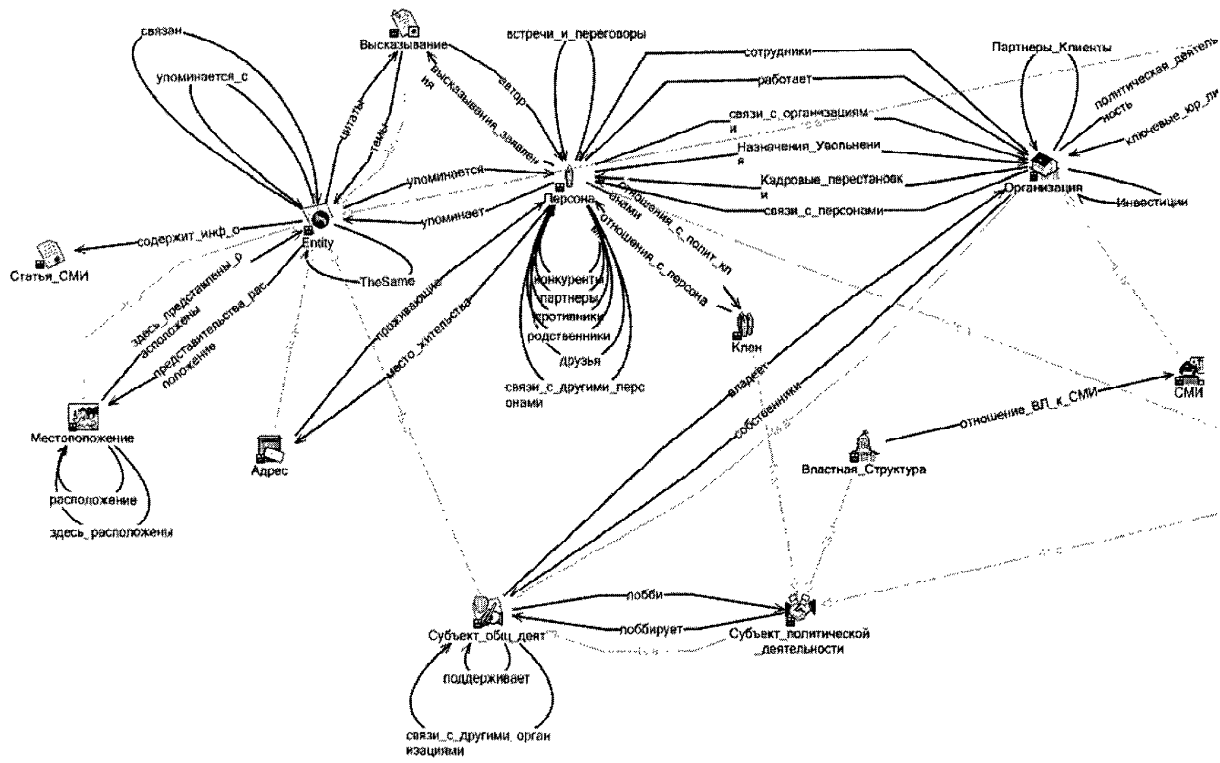 связан
упоминается_с
Высказывание
цитаты
темы
высказывания_заявлен
ия
автор
встречи_и_переговоры
сотрудники
работает
связи_с_организациям
и
Назначения_Увольнени
я
Кадровые_перестановк
и
связи_с_персонами
Партнеры_Клиенты
политическая_деятель
ность
ключевые_юр_ли
Организация
Инвестиции
упоминается
упоминает
Персона
Entity
TheSame
содержит_инф_о
Статья_СМИ
здесь_представлены_р
асположены
представительства_рас
положение
Местоположение
расположение
здесь_расположены
Адрес
проживающие
место_жительства
конкуренты
партнеры
противники
родственники
друзья
связи_с_другими_перс
онами
отношения_с_полит_кл
анами
отношения_с_персона
Клан
владеет
собственники
СМИ
отношение_ВЛ_к_СМИ
Властная_Структура
лобби
лоббирует
Субъект_общ_деят
Субъект_политической
_деятельности
поддерживает
связи_с_другими_орган
изациями